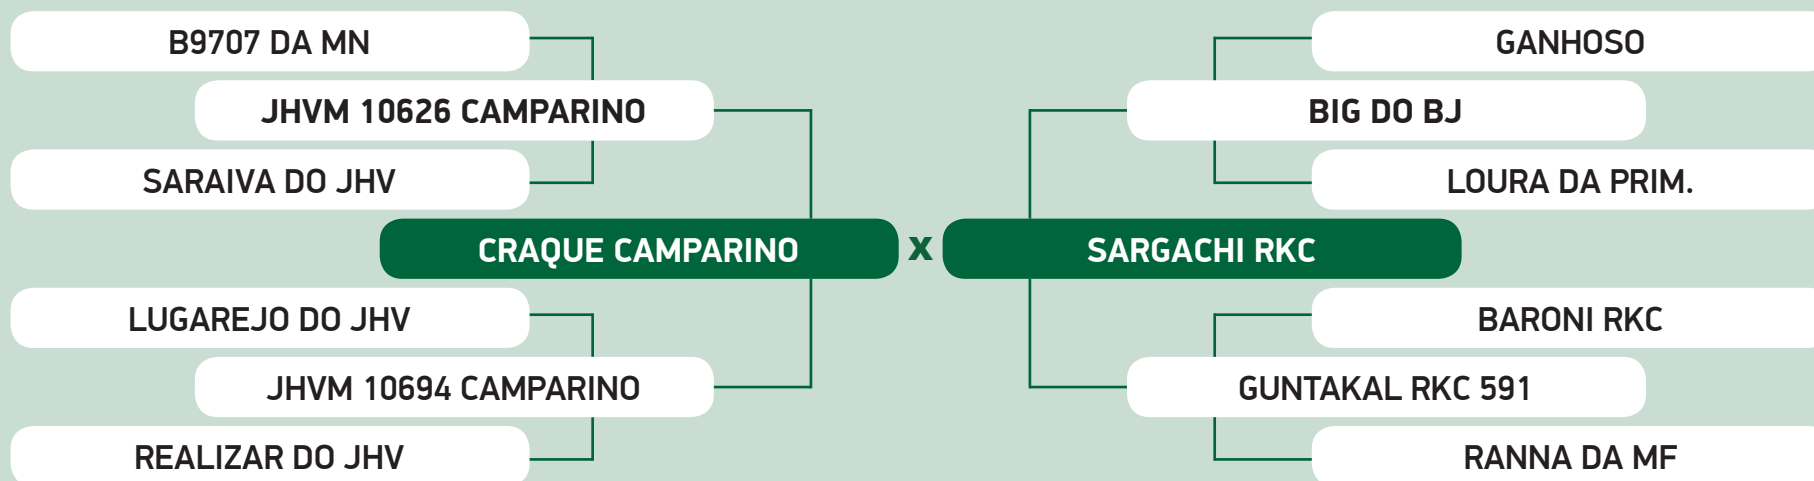 B9707 DA MN
GANHOSO
JHVM 10626 CAMPARINO
BIG DO BJ
SARAIVA DO JHV
LOURA DA PRIM.
CRAQUE CAMPARINO X SARGACHI RKC
LUGAREJO DO JHV
BARONI RKC
JHVM 10694 CAMPARINO
GUNTAKAL RKC 591
REALIZAR DO JHV
RANNA DA MF